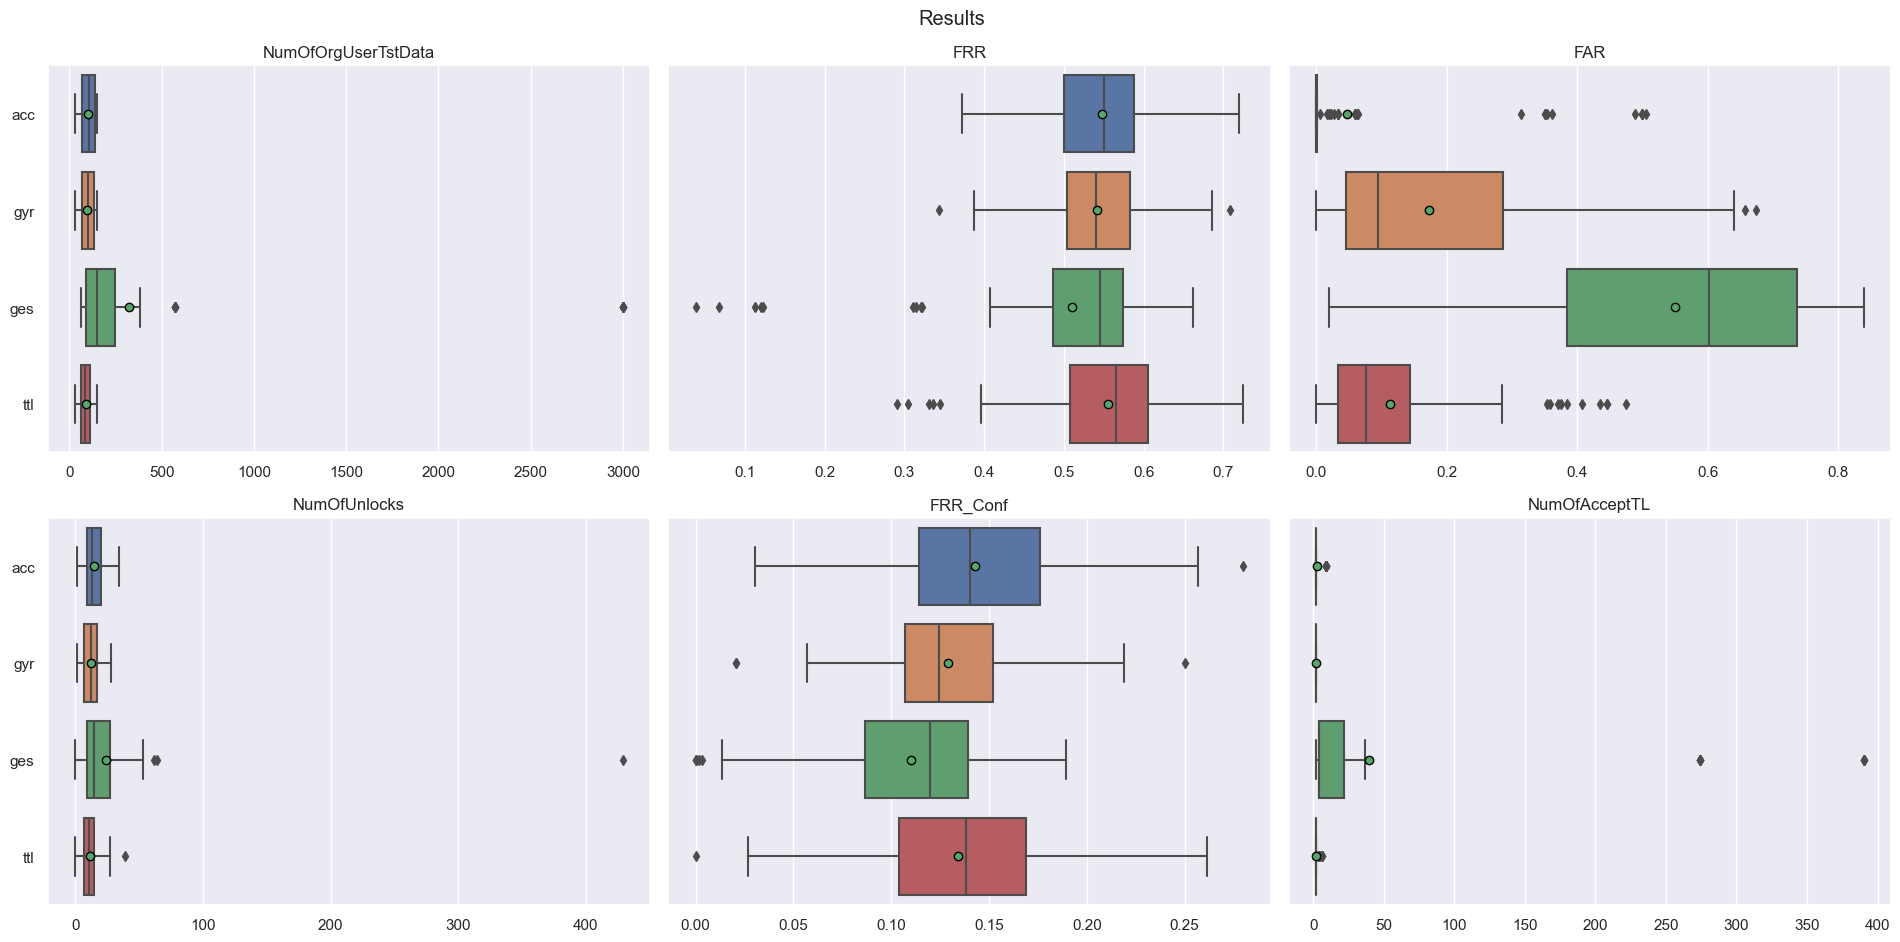 Results
NumOfOrgUserTstData
FRR
FAR
acc
gyr
ges
ttl
0 500 1000 1500 2000 2500 3000
0.1 0.2 0.3 0.4 0.5 0.6 0.7
0.0 0.2 0.4 0.6 0.8
NumOfUnlocks
FRR_Conf
NumOfAcceptTL
acc
gyr
ges
ttl
0 100 200 300 400
0.00 0.05 0.10 0.15 0.20 0.25
0 50 100 150 200 250 300 350 400